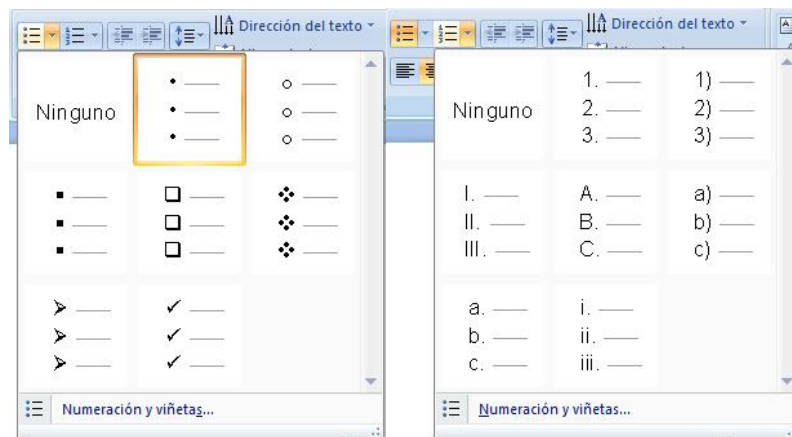 Dirección del texto
Ninguno
Numeración y viñetas...
Dirección del texto
Ninguno
1.
2.
3.
1)
2)
3)
I.
II.
III.
A.
B.
C.
a)
b)
c)
a.
b.
c.
i.
ii.
iii.
Numeración y viñetas...